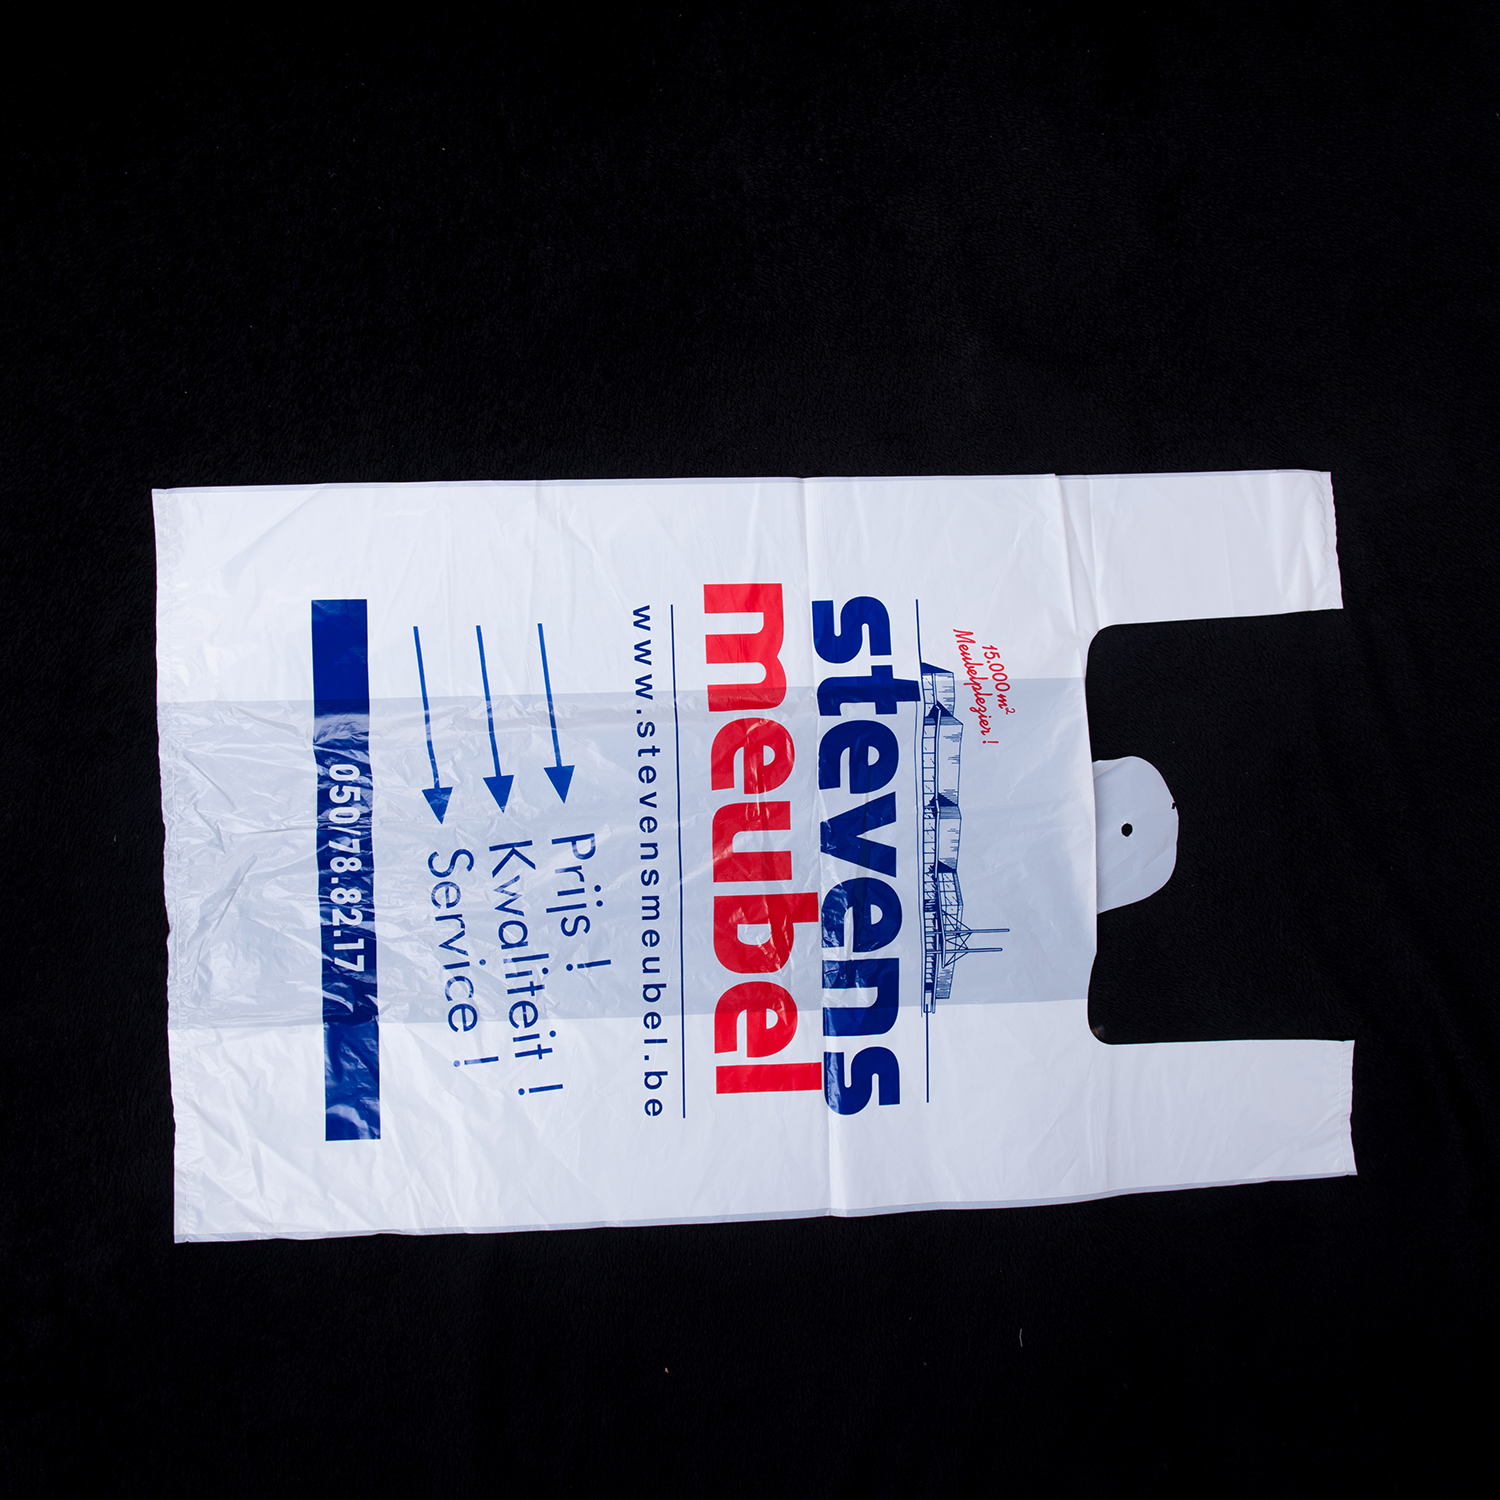 15.000 m²
Meubelplezier !
stevens
meubel
www.stevensmeubel.be
Prijs !
Kwaliteit !
Service !
050/78.82.17